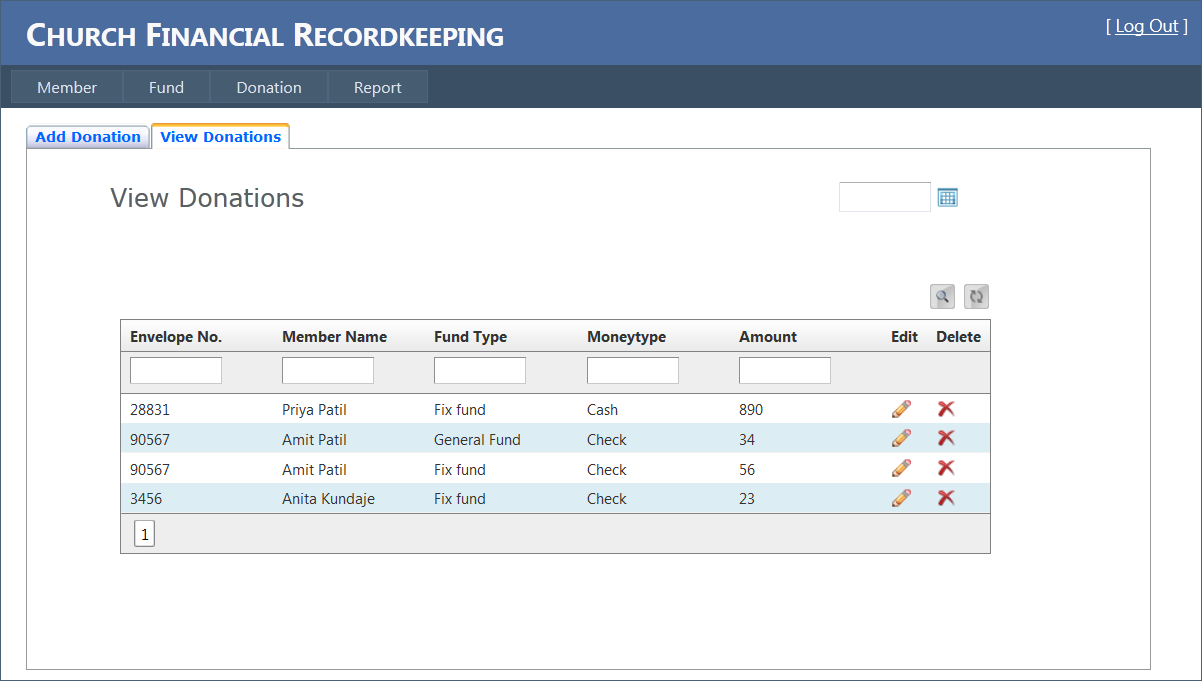 CHURCH FINANCIAL RECORDKEEPING
[ Log Out ]
Member Fund Donation Report
Add Donation View Donations
View Donations
Envelope No. Member Name Fund Type Moneytype Amount Edit Delete
28831 Priya Patil Fix fund Cash 890
90567 Amit Patil General Fund Check 34
90567 Amit Patil Fix fund Check 56
3456 Anita Kundaje Fix fund Check 23
1